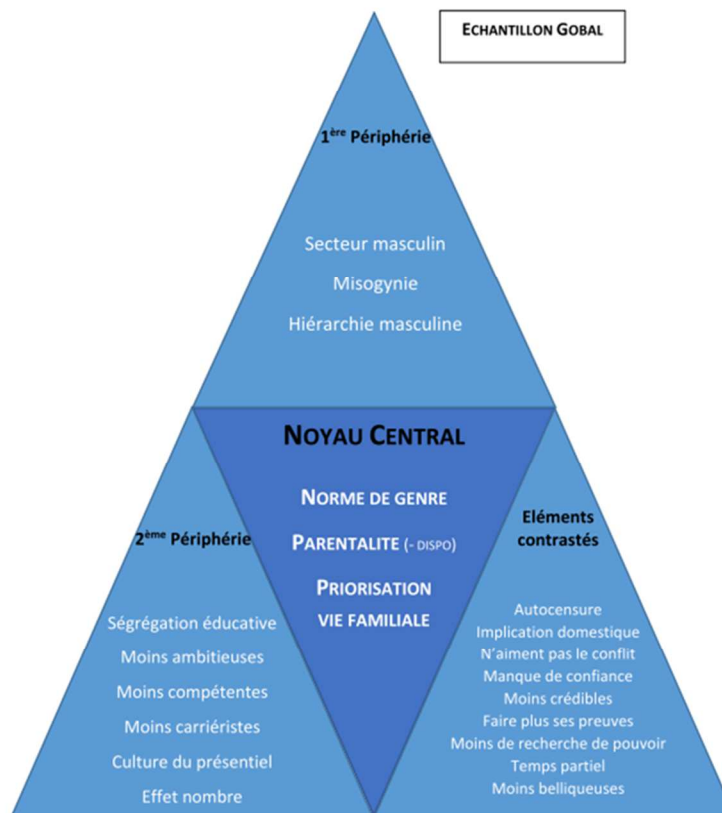 ECHANTILLON GOBAL
1ère Périphérie
Secteur masculin
Misogynie
Hiérarchie masculine
NOYAU CENTRAL
NORME DE GENRE
PARENTALITE (- DISPO)
PRIORISATION
VIE FAMILIALE
2ème Périphérie
Ségrégation éducative
Moins ambitieuses
Moins compétentes
Moins carriéristes
Culture du présentiel
Effet nombre
Eléments
contrastés
Autocensure
Implication domestique
N'aiment pas le conflit
Manque de confiance
Moins crédibles
Faire plus ses preuves
Moins de recherche de pouvoir
Temps partiel
Moins belliqueuses